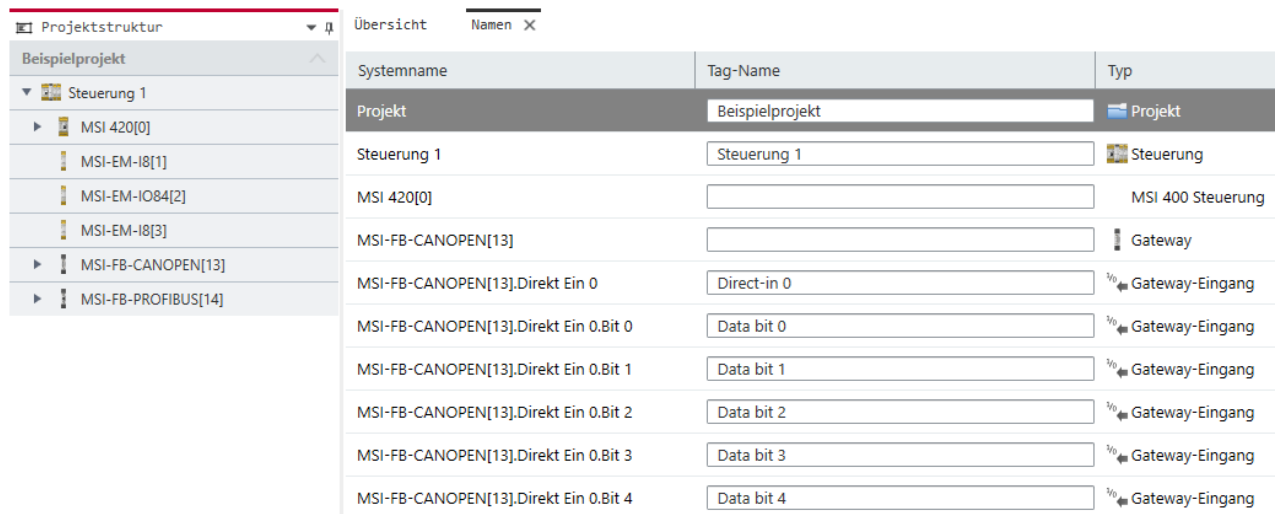 Projektstruktur
Beispielprojekt
Steuerung 1
MSI 420[0]
MSI-EM-I8[1]
MSI-EM-IO84[2]
MSI-EM-I8[3]
MSI-FB-CANOPEN[13]
MSI-FB-PROFIBUS[14]
Übersicht Namen
Systemname Tag-Name Typ
Projekt Beispielprojekt Projekt
Steuerung 1 Steuerung 1 Steuerung
MSI 420[0] MSI 400 Steuerung
MSI-FB-CANOPEN[13] Gateway
MSI-FB-CANOPEN[13].Direkt Ein 0 Direct-in 0 Gateway-Eingang
MSI-FB-CANOPEN[13].Direkt Ein 0.Bit 0 Data bit 0 Gateway-Eingang
MSI-FB-CANOPEN[13].Direkt Ein 0.Bit 1 Data bit 1 Gateway-Eingang
MSI-FB-CANOPEN[13].Direkt Ein 0.Bit 2 Data bit 2 Gateway-Eingang
MSI-FB-CANOPEN[13].Direkt Ein 0.Bit 3 Data bit 3 Gateway-Eingang
MSI-FB-CANOPEN[13].Direkt Ein 0.Bit 4 Data bit 4 Gateway-Eingang